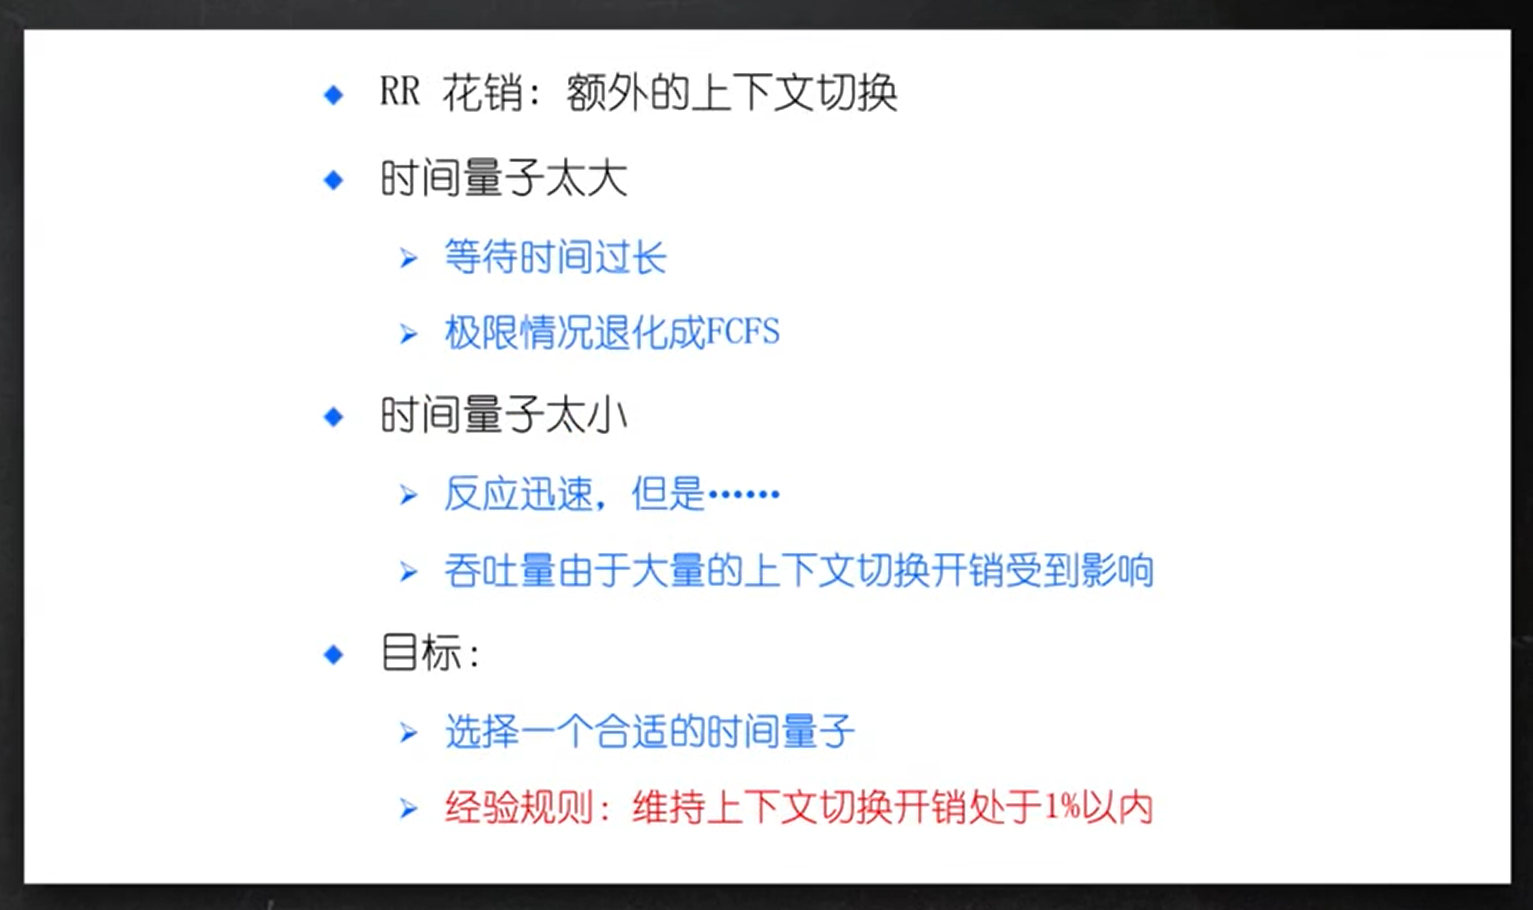 RR 花销：额外的上下文切换
时间量子太大
等待时间过长
极限情况退化成FCFS
时间量子太小
反应迅速，但是……
吞吐量由于大量的上下文切换开销受到影响
目标：
选择一个合适的时间量子
经验规则：维持上下文切换开销处于1%以内